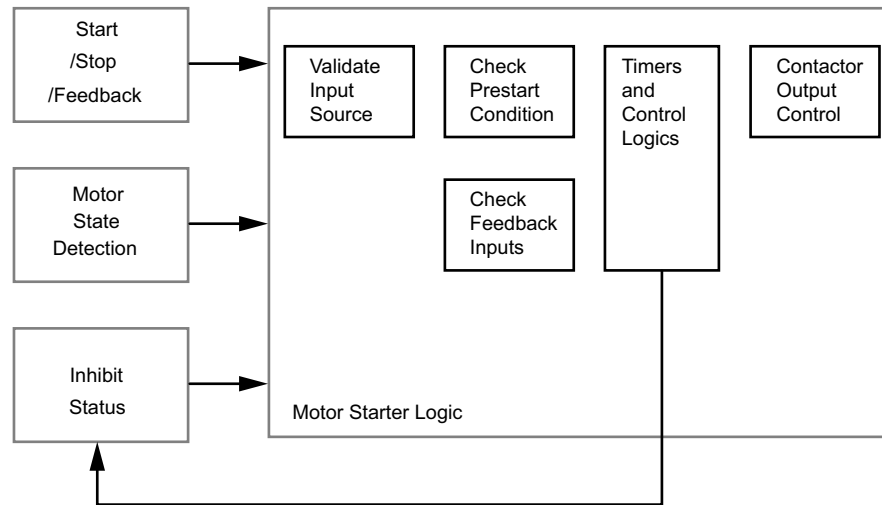 Start
/Stop
/Feedback
Validate
Input
Source
Check
Prestart
Condition
Timers
and
Control
Logics
Contactor
Output
Control
Motor
State
Detection
Check
Feedback
Inputs
Inhibit
Status
Motor Starter Logic